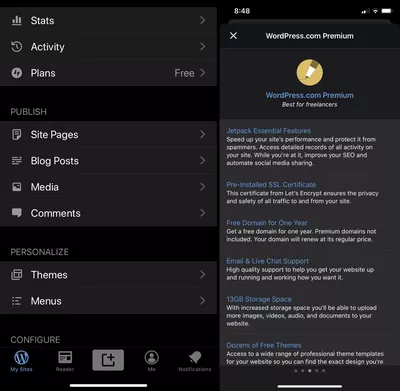 Stats
Activity
Plans
Free
PUBLISH
Site Pages
Blog Posts
Media
Comments
PERSONALIZE
Themes
Menus
CONFIGURE
My Sites
Reader
Me
Notifications
8:48
WordPress.com Premium
WordPress.com Premium
Best for freelancers
Jetpack Essential Features
Speed up your site's performance and protect it from
spammers. Access detailed records of all activity on
your site. While you're at it, improve your SEO and
automate social media sharing.
Pre-Installed SSL Certificate
This certificate from Let's Encrypt ensures the privacy
and safety of all traffic to and from your site.
Free Domain for One Year
Get a free domain for one year. Premium domains not
included. Your domain will renew at its regular price.
Email & Live Chat Support
High quality support to help you get your website up
and running and working how you want it.
13GB Storage Space
With increased storage space you'll be able to upload
more images, videos, audio, and documents to your
website.
Dozens of Free Themes
Access to a wide range of professional theme templates
for your website so you can find the exact design you're